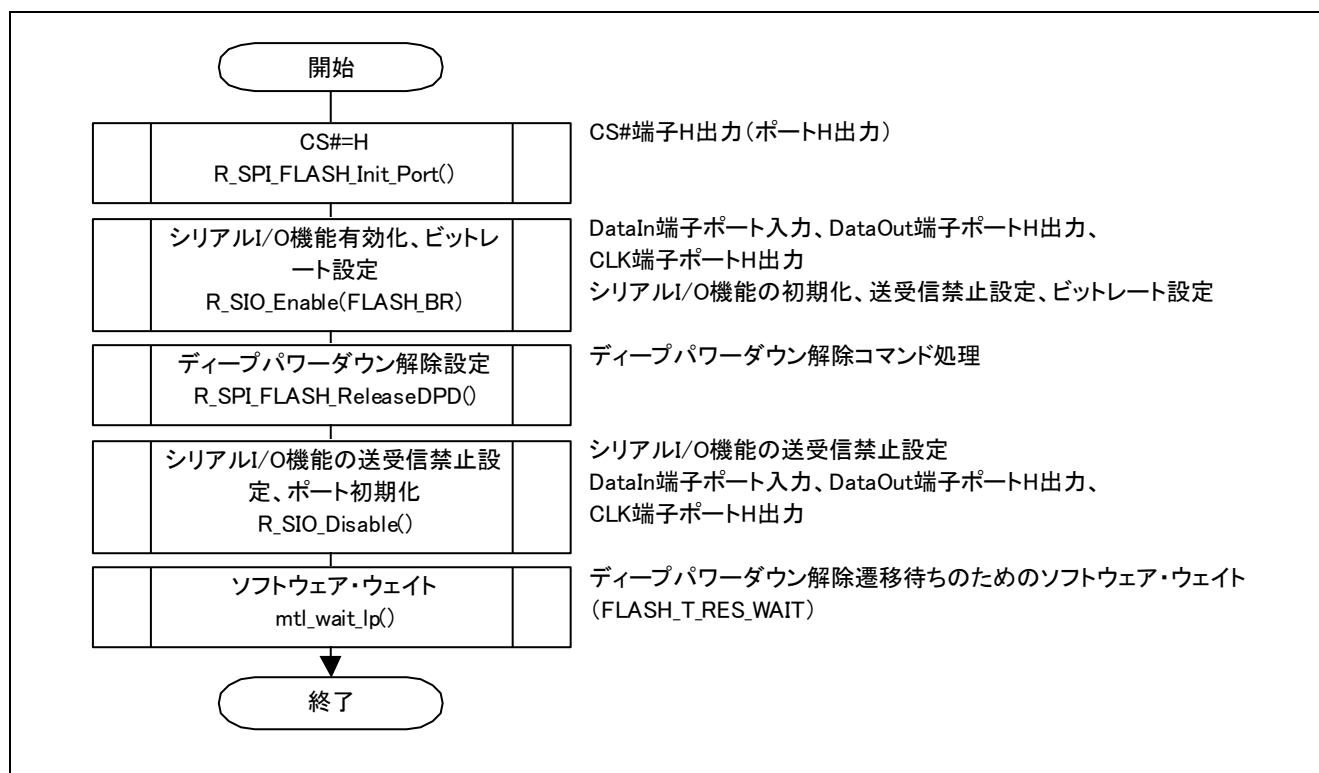 開始
CS#=H
R_SPI_FLASH_Init_Port()
CS#端子H出力(ポートH出力)
シリアルI/O機能有効化、ビットレ
ート設定
R_SIO_Enable(FLASH_BR)
DataIn端子ポート入力、DataOut端子ポートH出力、
CLK端子ポートH出力
シリアルI/O機能の初期化、送受信禁止設定、ビットレート設定
ディープパワーダウン解除設定
R_SPI_FLASH_ReleaseDPD()
ディープパワーダウン解除コマンド処理
シリアルI/O機能の送受信禁止設
定、ポート初期化
R_SIO_Disable()
シリアルI/O機能の送受信禁止設定
DataIn端子ポート入力、DataOut端子ポートH出力、
CLK端子ポートH出力
ソフトウェア・ウェイト
mtl_wait_lp()
ディープパワーダウン解除遷移待ちのためのソフトウェア・ウェイト
(FLASH_T_RES_WAIT)
終了